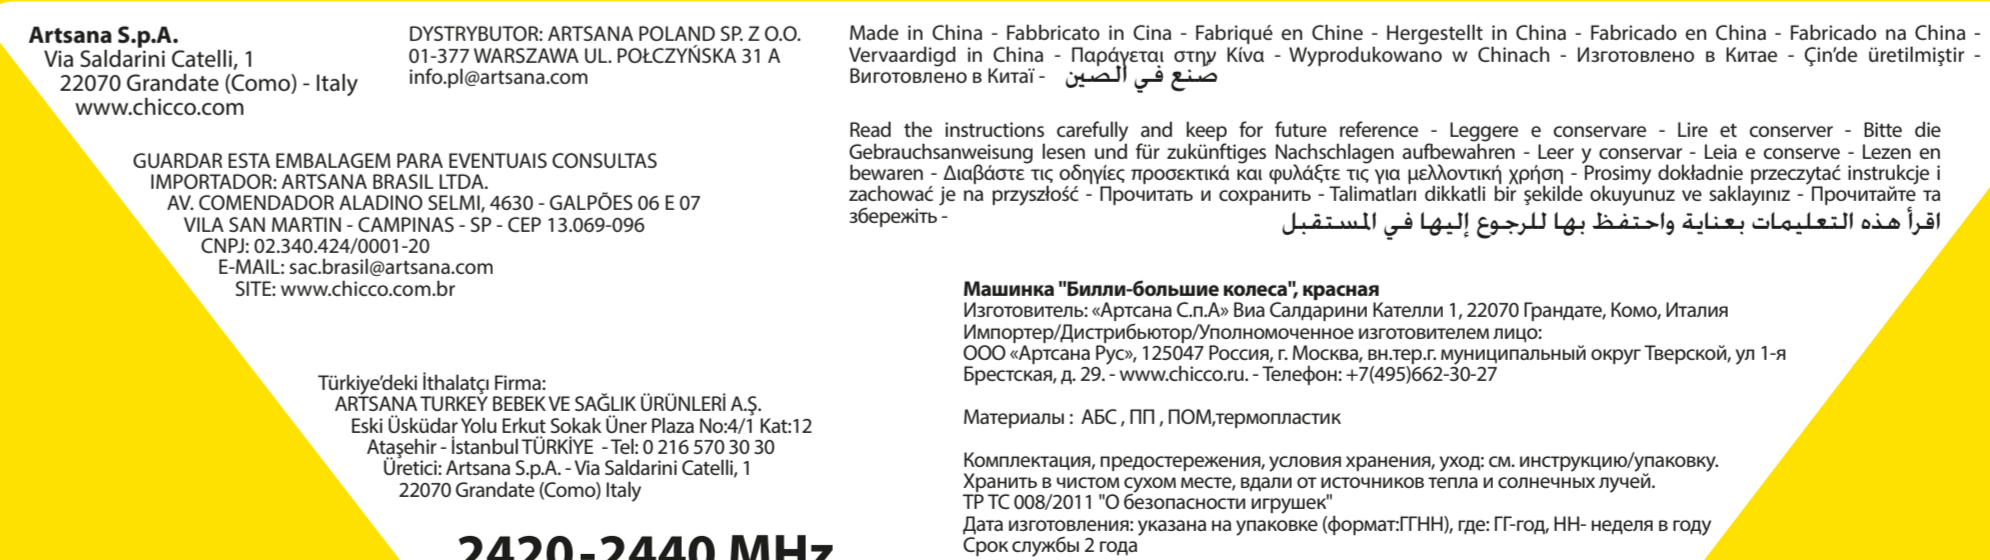 Artsana S.p.A.
Via Saldarini Catelli, 1
22070 Grandate (Como) - Italy
www.chicco.com
DYSTRYBUTOR: ARTSANA POLAND SP. Z O.O.
01-377 WARSZAWA UL. POŁCZYŃSKA 31 A
info.pl@artsana.com
GUARDAR ESTA EMBALAGEM PARA EVENTUAIS CONSULTAS
IMPORTADOR: ARTSANA BRASIL LTDA.
AV. COMENDADOR ALADINO SELMI, 4630 - GALPÕES 06 E 07
VILA SAN MARTIN - CAMPINAS - SP - CEP 13.069-096
CNPJ: 02.340.424/0001-20
E-MAIL: sac.brasil@artsana.com
SITE: www.chicco.com.br
Türkiye’deki İthalatçı Firma:
ARTSANA TURKEY BEBEK VE SAĞLIK ÜRÜNLERİ A.Ş.
Eski Üsküdar Yolu Erkut Sokak Üner Plaza No:4/1 Kat:12
Ataşehir - İstanbul TÜRKİYE - Tel: 0 216 570 30 30
Üretici: Artsana S.p.A. - Via Saldarini Catelli, 1
22070 Grandate (Como) Italy
2420-2440 MHz
Made in China - Fabbricato in Cina - Fabriqué en Chine - Hergestellt in China - Fabricado en China - Fabricado na China -
Vervaardigd in China - Παράγεται στην Κίνα - Wyprodukowano w Chinach - Изготовлено в Китае - Çin’de üretilmiştir -
Виготовлено в Китаї - صُنع في الصين
Read the instructions carefully and keep for future reference - Leggere e conservare - Lire et conserver - Bitte die
Gebrauchsanweisung lesen und für zukünftiges Nachschlagen aufbewahren - Leer y conservar - Leia e conserve - Lezen en
bewaren - Διαβάστε τις οδηγίες προσεκτικά και φυλάξτε τις για μελλοντική χρήση - Prosimy dokładnie przeczytać instrukcje i
zachować je na przyszłość - Прочитать и сохранить - Talimatları dikkatli bir şekilde okuyunuz ve saklayınız - Прочитайте та
збережіть - اقرأ هذه التعليمات بعناية واحتفظ بها للرجوع إليها في المستقبل
Машинка "Билли-большие колеса", красная
Изготовитель: «Артсана С.п.А» Виа Салдарини Кателли 1, 22070 Грандате, Комо, Италия
Импортер/Дистрибьютор/Уполномоченное изготовителем лицо:
ООО «Артсана Рус», 125047 Россия, г. Москва, вн.тер.г. муниципальный округ Тверской, ул 1-я
Брестская, д. 29. - www.chicco.ru. - Телефон: +7(495)662-30-27
Материалы : АБС , ПП , ПОМ,термопластик
Комплектация, предостережения, условия хранения, уход: см. инструкцию/упаковку.
Хранить в чистом сухом месте, вдали от источников тепла и солнечных лучей.
ТР ТС 008/2011 "О безопасности игрушек"
Дата изготовления: указана на упаковке (формат:ГГНН), где: ГГ-год, НН- неделя в году
Срок службы 2 года